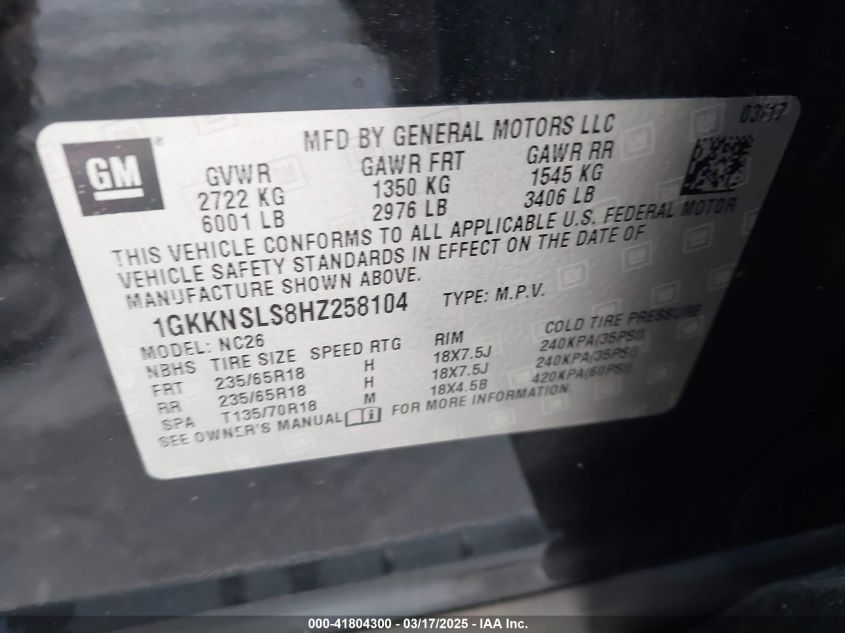 03/17
MFD BY GENERAL MOTORS LLC
GM
GVWR GAWR FRT GAWR RR
2722 KG 1350 KG 1545 KG
6001 LB 2976 LB 3406 LB
THIS VEHICLE CONFORMS TO ALL APPLICABLE U.S. FEDERAL MOTOR
VEHICLE SAFETY STANDARDS IN EFFECT ON THE DATE OF
MANUFACTURE SHOWN ABOVE.
1GKKNSLS8HZ258104 TYPE: M.P.V.
MODEL: NC26
NBHS TIRE SIZE SPEED RTG RIM COLD TIRE PRESSURE
FRT 235/65R18 H 18X7.5J 240KPA(35PSI)
RR 235/65R18 H 18X7.5J 240KPA(35PSI)
SPA T135/70R18 M 18X4.5B 420KPA(60PSI)
SEE OWNER'S MANUAL FOR MORE INFORMATION.
000-41804300 - 03/17/2025 - IAA Inc.